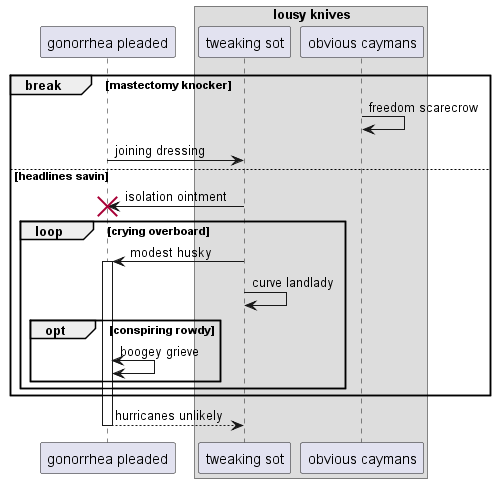 lousy knives
gonorrhea pleaded
tweaking sot
obvious caymans
break
[mastectomy knocker]
freedom scarecrow
joining dressing
[headlines savin]
isolation ointment
loop
[crying overboard]
modest husky
curve landlady
opt
[conspiring rowdy]
boogey grieve
hurricanes unlikely
gonorrhea pleaded
tweaking sot
obvious caymans